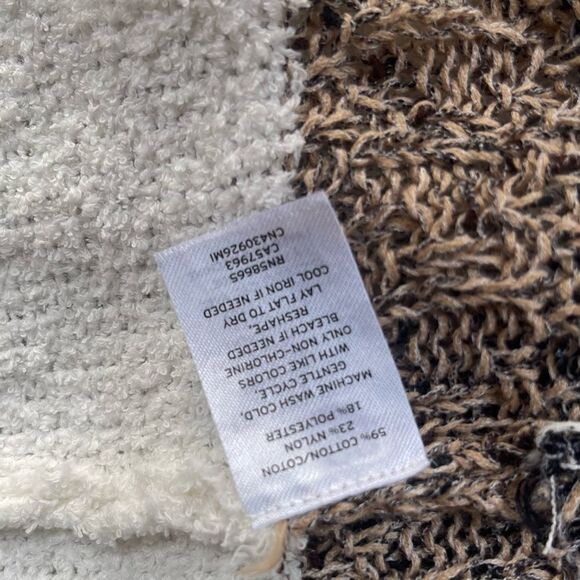 59% COTTON/COTON
23% NYLON
18% POLYESTER
MACHINE WASH COLD.
GENTLE CYCLE.
WITH LIKE COLORS
ONLY NON-CHLORINE
BLEACH IF NEEDED
RESHAPE.
LAY FLAT TO DRY
COOL IRON IF NEEDED
RN58665
CA57963
CN430926MI